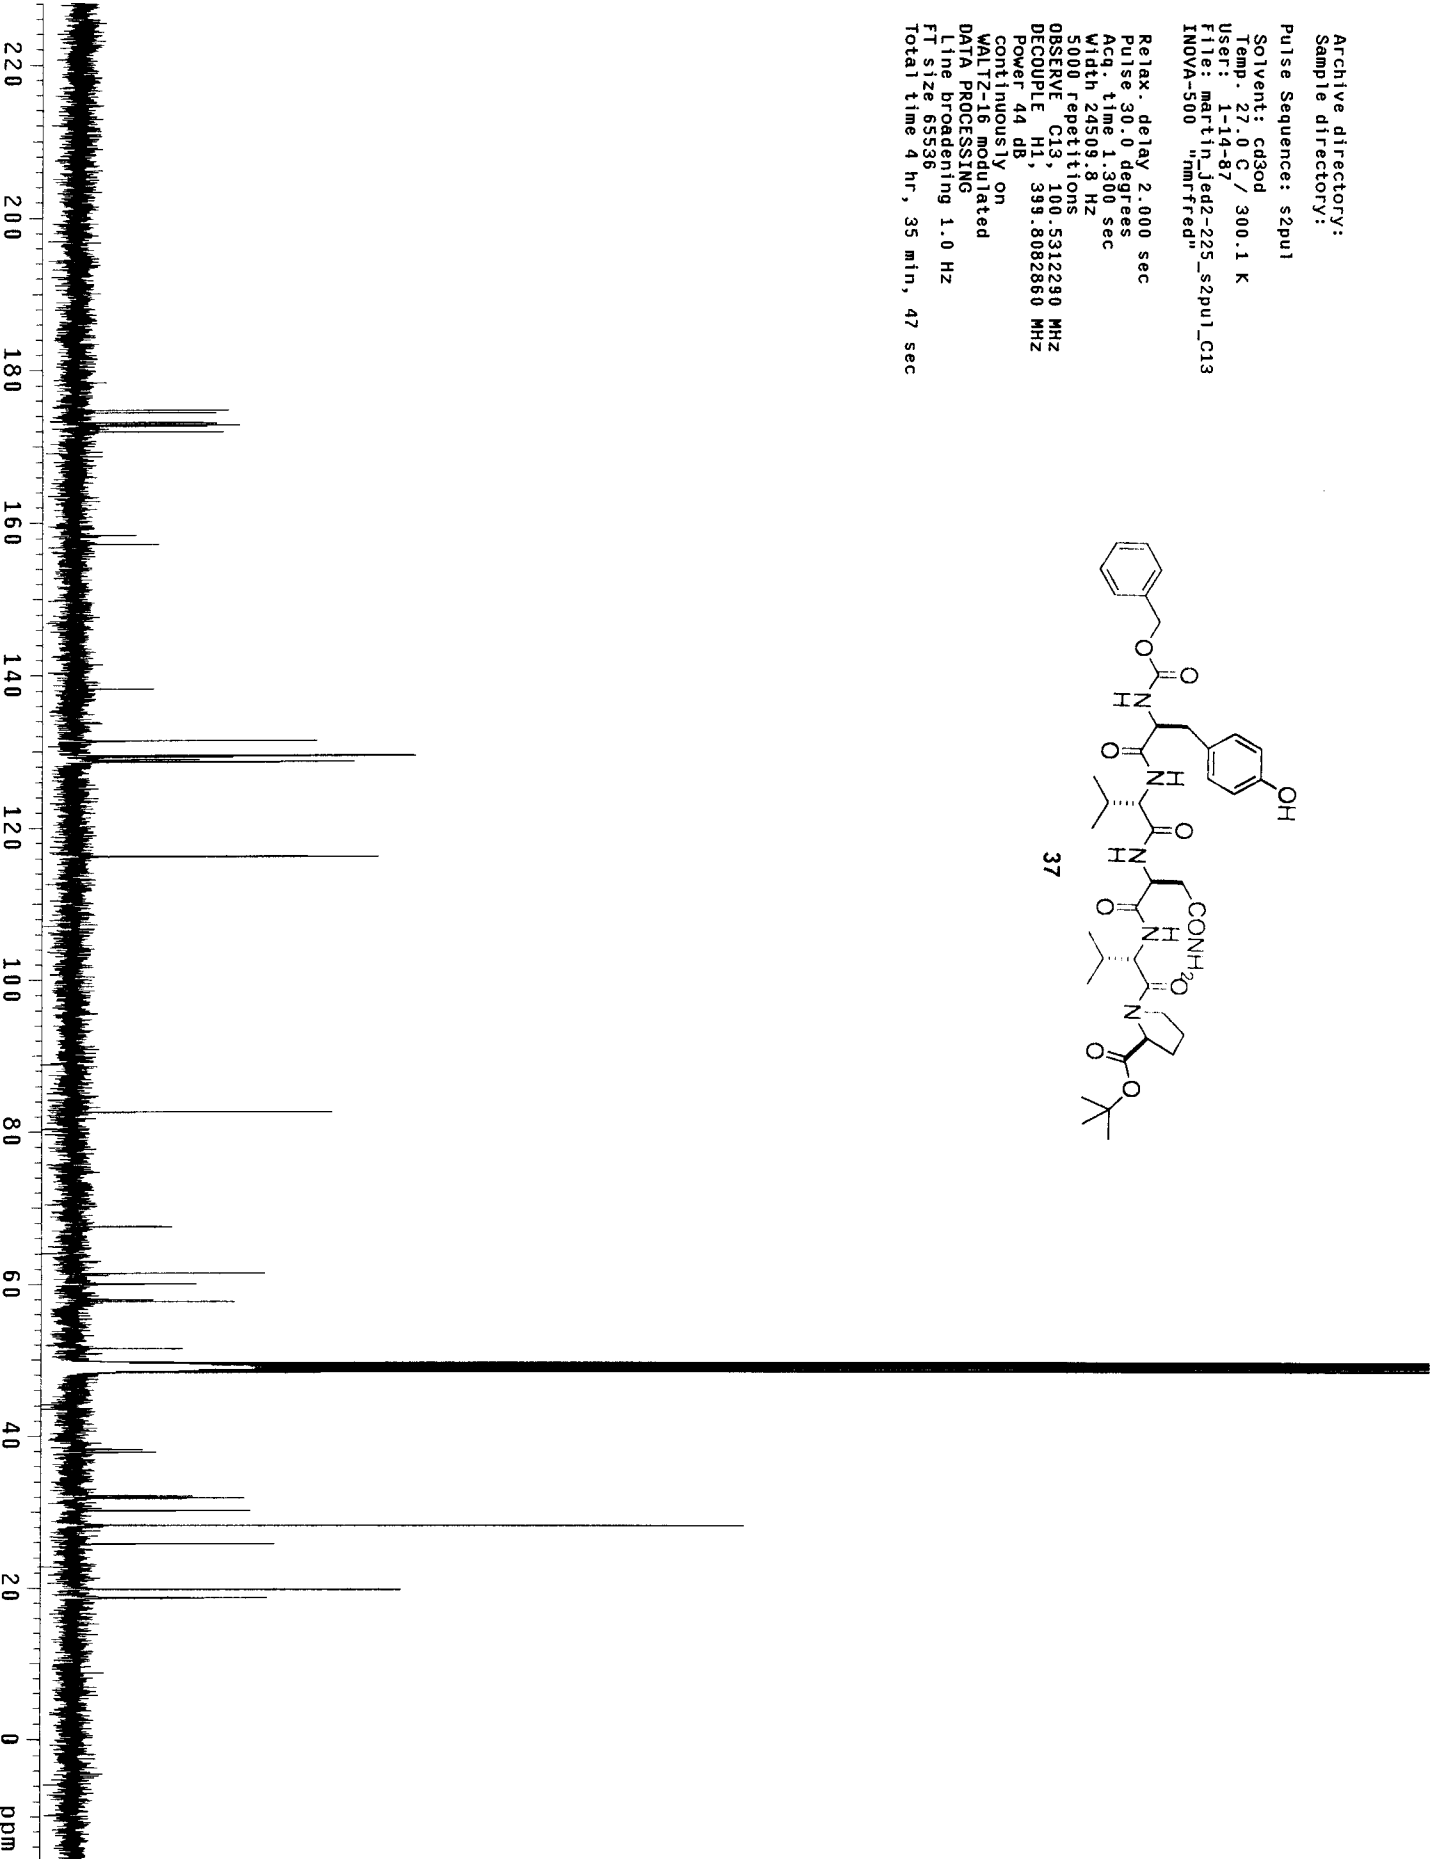 Archive directory:
Sample directory:
Pulse Sequence: s2pul
Solvent: cd3od
Temp. 27.0 C / 300.1 K
User: 1-14-87
File: martin_jed2-225_s2pul_C13
INOVA-500 "nmrfred"
Relax. delay 2.000 sec
Pulse 30.0 degrees
Acq. time 1.300 sec
Width 24509.8 Hz
5000 repetitions
OBSERVE C13, 100.5312290 MHz
DECOUPLE H1, 399.8082860 MHz
Power 44 dB
continuously on
WALTZ-16 modulated
DATA PROCESSING
Line broadening 1.0 Hz
FT size 65536
Total time 4 hr, 35 min, 47 sec
OH
O
O
N
H
O
NH
O
N
H
CONH2
O
NH
O
N
O
O
37
220 200 180 160 140 120 100 80 60 40 20 0 ppm